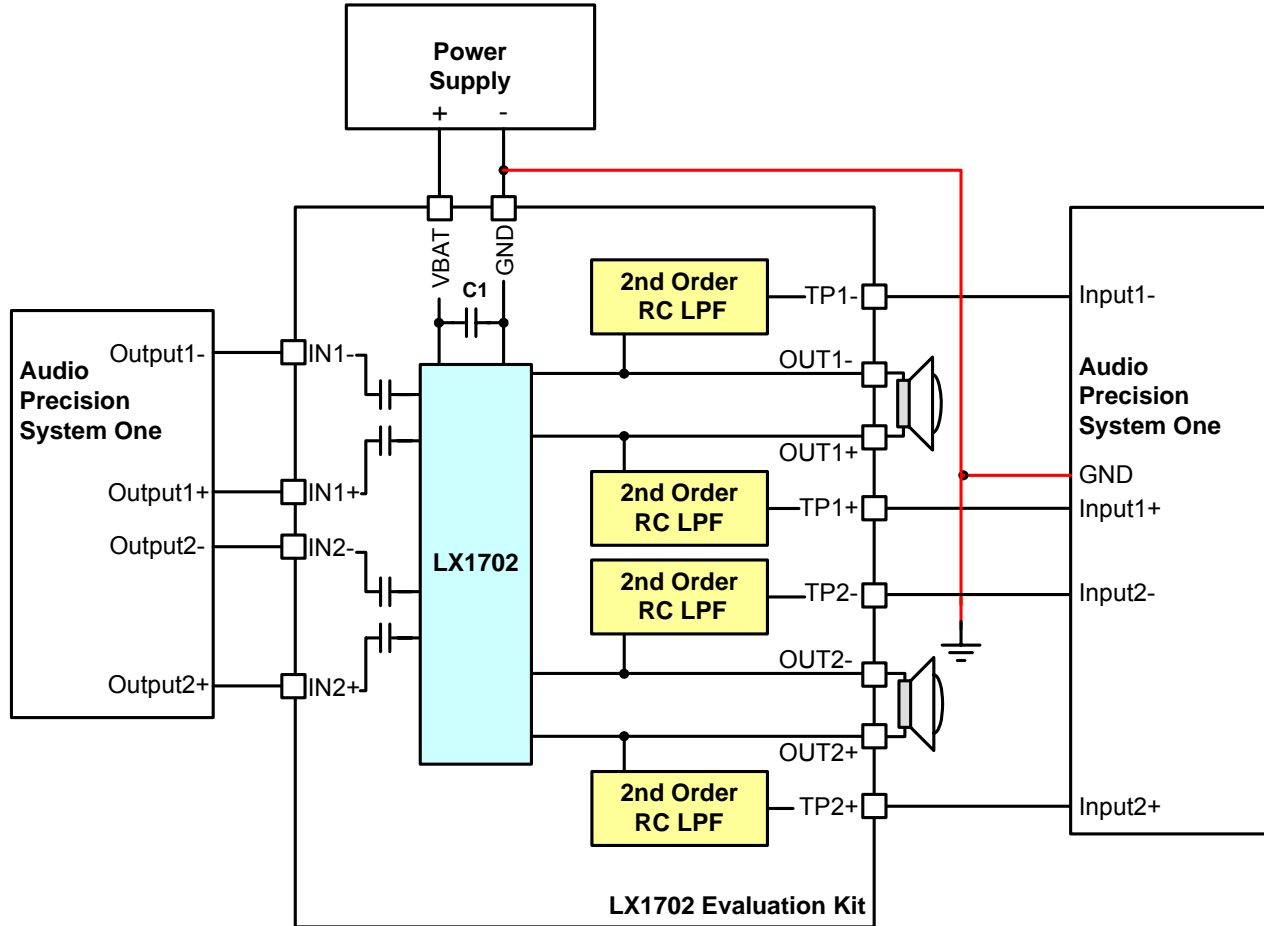 Power
Supply
+ -
VBAT
GND
C1
2nd Order
RC LPF
TP1-
Input1-
Output1-
IN1-
OUT1-
Audio
Precision
System One
Audio
Precision
System One
OUT1+
GND
Output1+
IN1+
2nd Order
RC LPF
TP1+
Input1+
Output2-
IN2-
LX1702
2nd Order
RC LPF
TP2-
Input2-
OUT2-
Output2+
IN2+
OUT2+
2nd Order
RC LPF
TP2+
Input2+
LX1702 Evaluation Kit